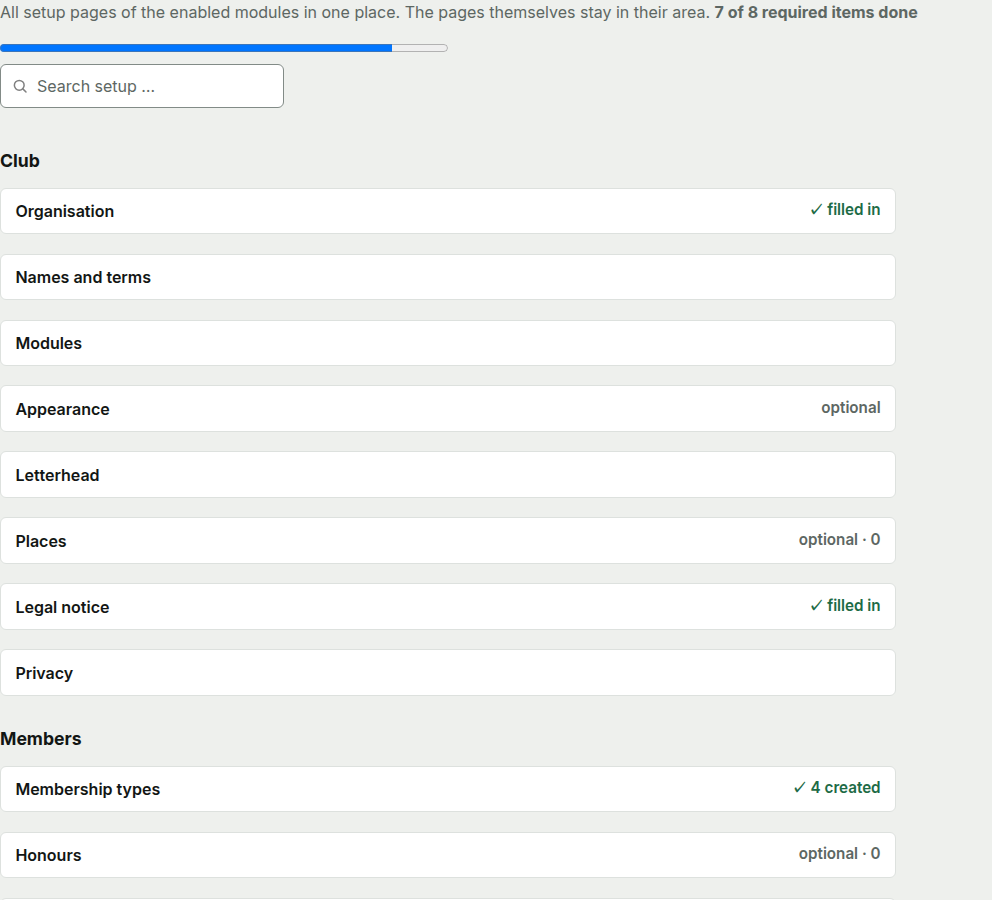 All setup pages of the enabled modules in one place. The pages themselves stay in their area. 7 of 8 required items done
Search setup ...
Club
Organisation ✓ filled in
Names and terms
Modules
Appearance optional
Letterhead
Places optional · 0
Legal notice ✓ filled in
Privacy
Members
Membership types ✓ 4 created
Honours optional · 0